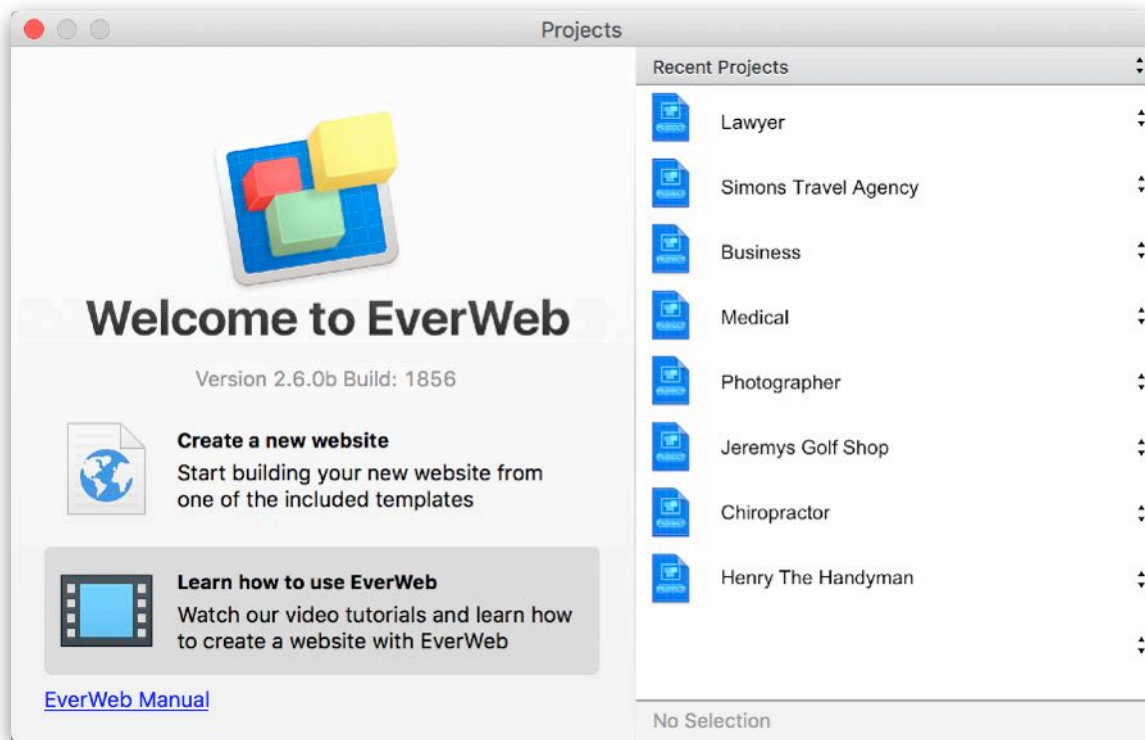 Projects
Welcome to EverWeb
Version 2.6.0b Build: 1856
Create a new website
Start building your new website from
one of the included templates
Learn how to use EverWeb
Watch our video tutorials and learn how
to create a website with EverWeb
EverWeb Manual
Recent Projects
Lawyer
Simons Travel Agency
Business
Medical
Photographer
Jeremys Golf Shop
Chiropractor
Henry The Handyman
No Selection